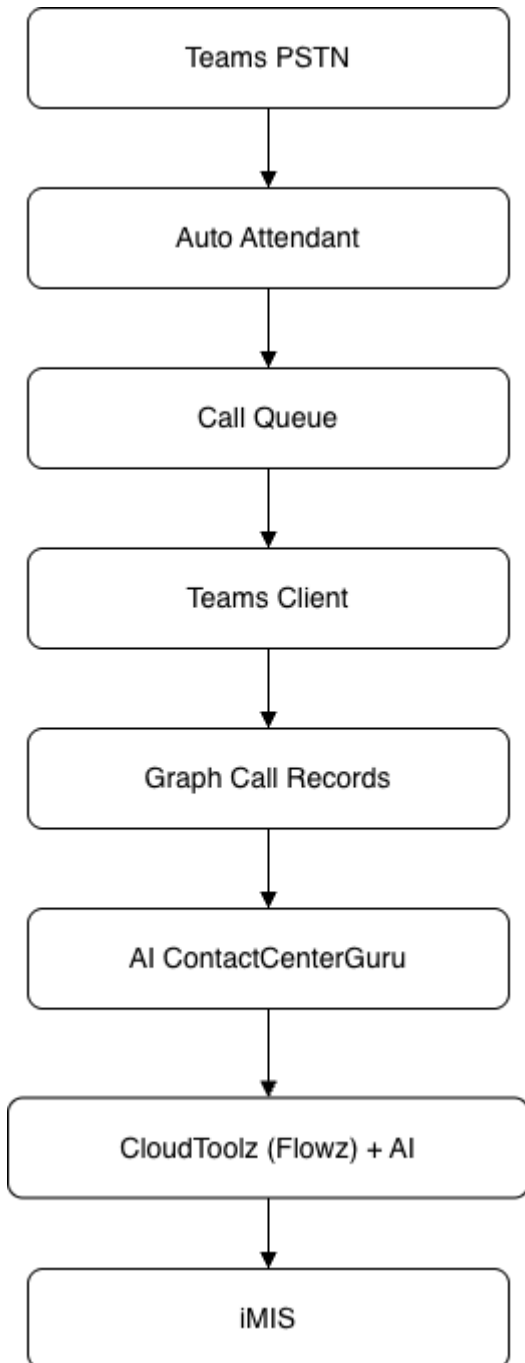 Teams PSTN
Auto Attendant
Call Queue
Teams Client
Graph Call Records
AI ContactCenterGuru
CloudToolz (Flowz) + AI
iMIS